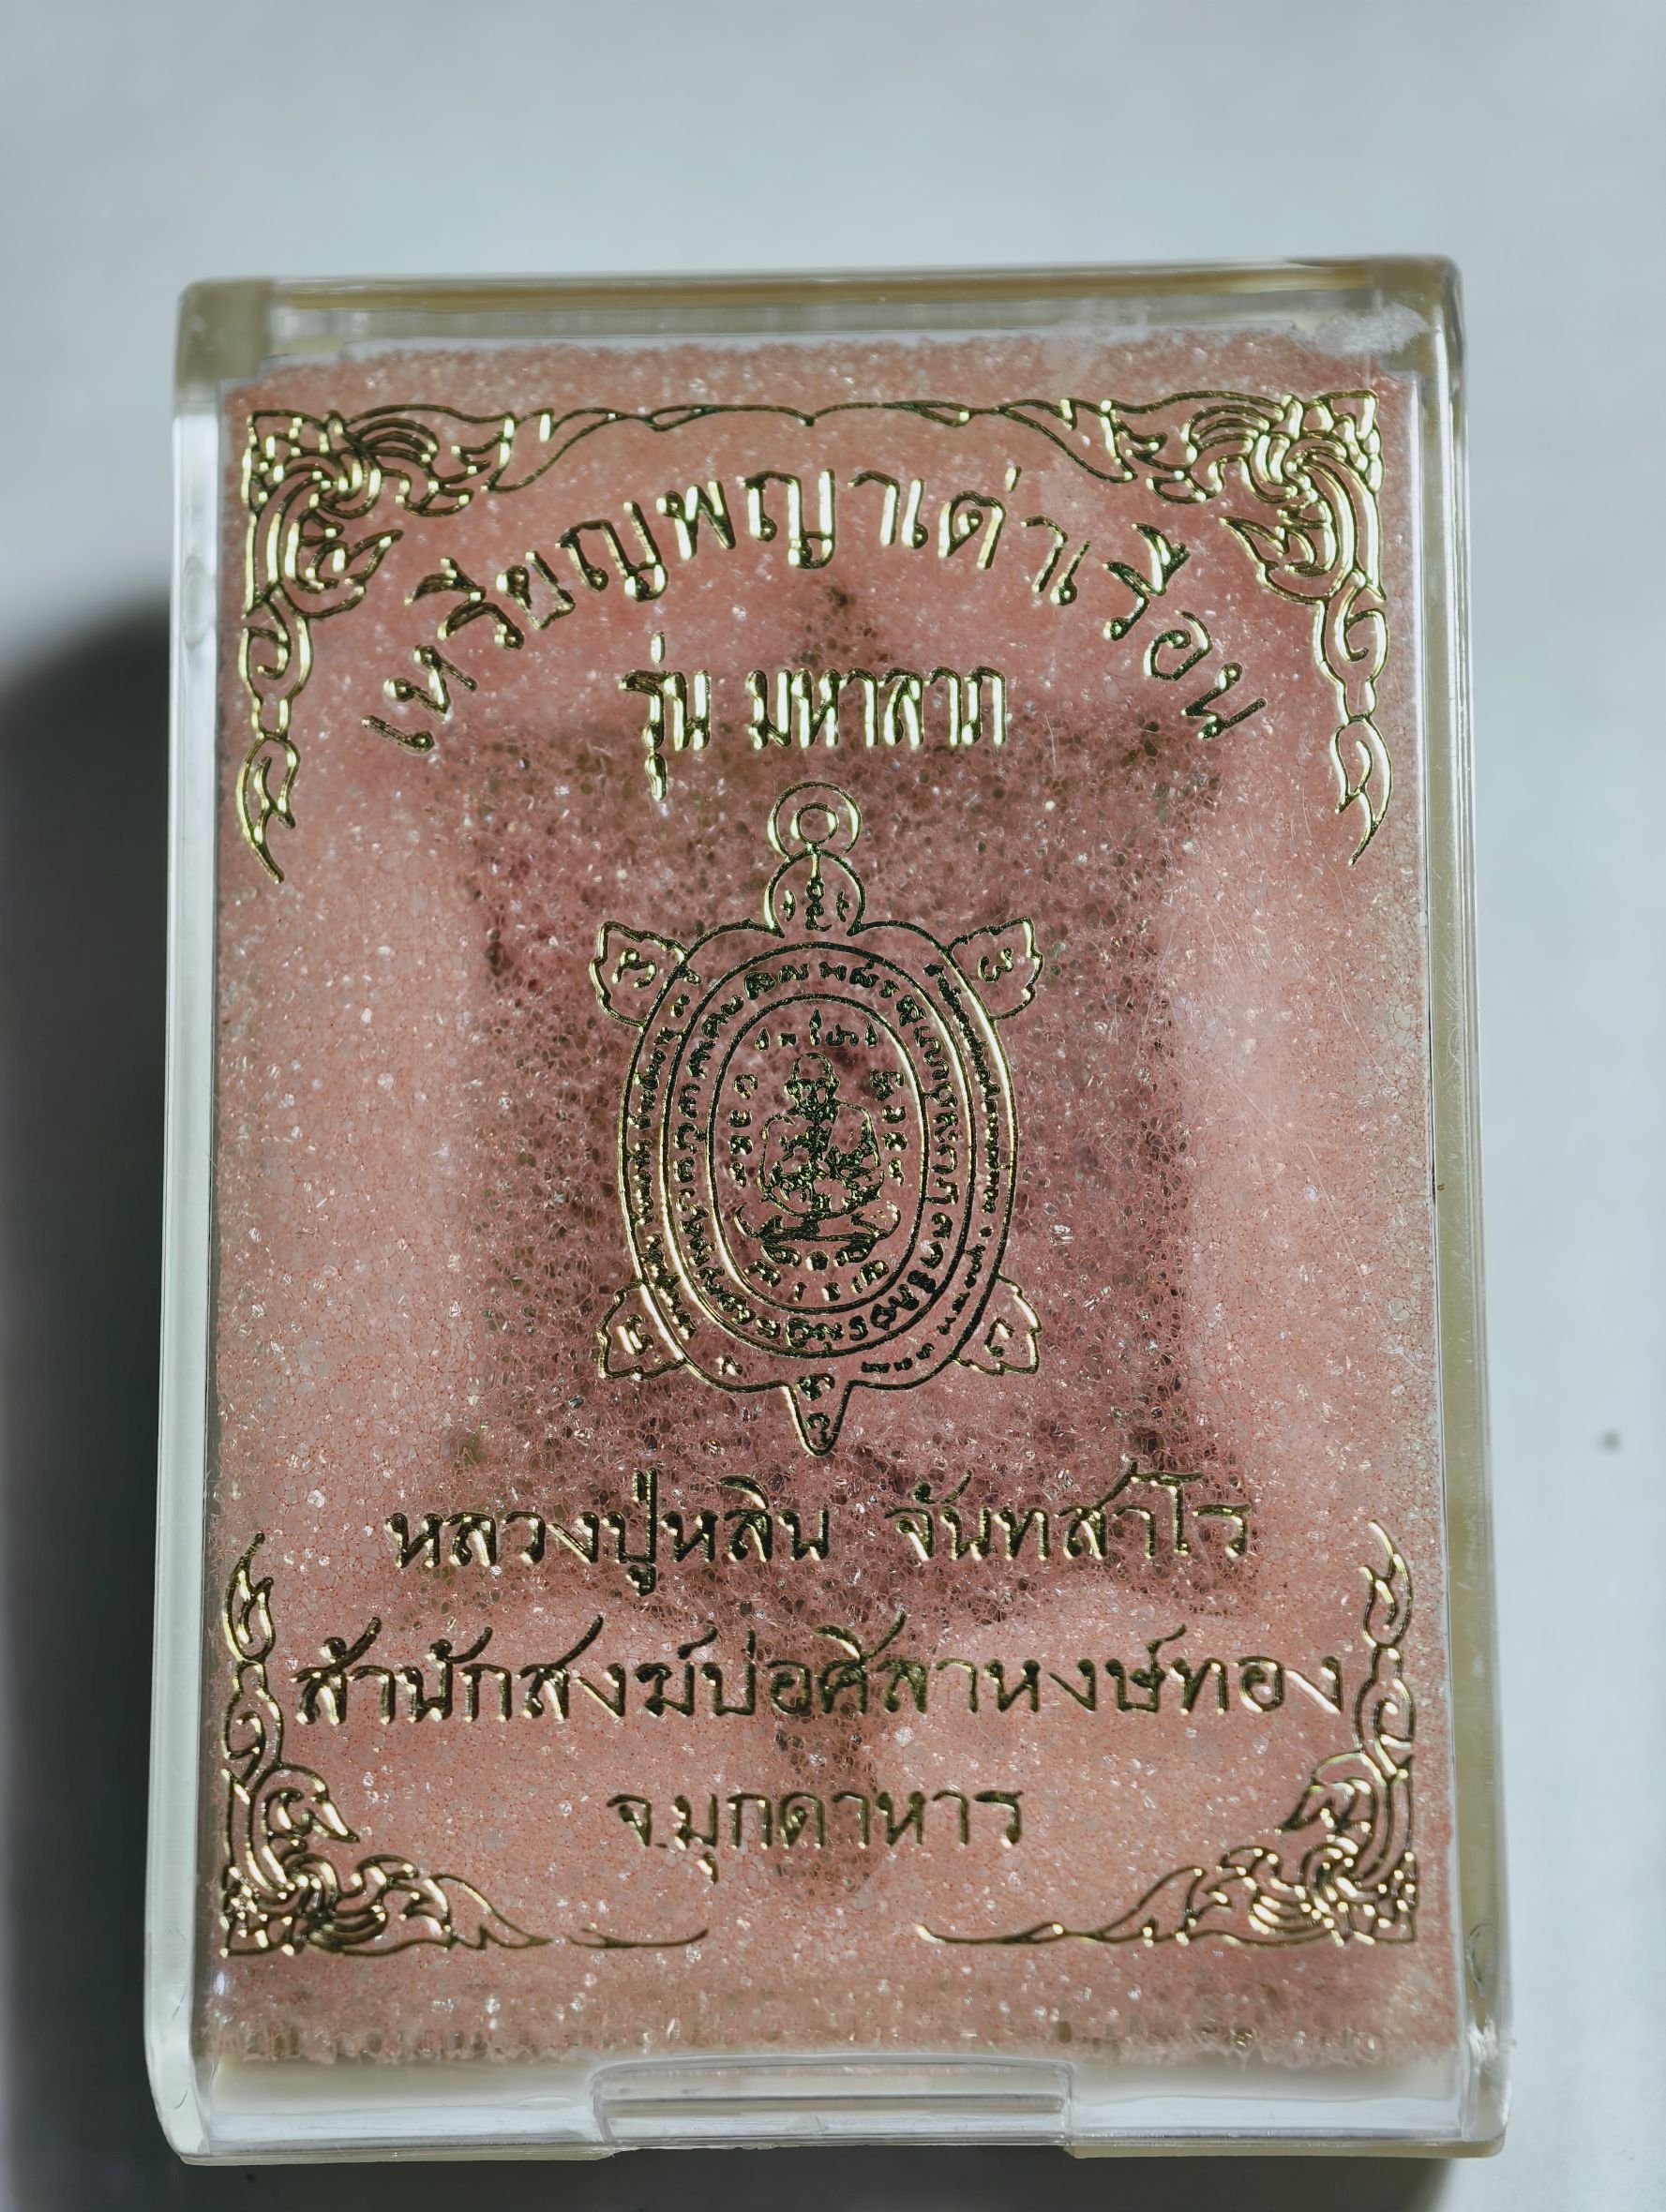 เหรียญพญาเต่าเรือน
รุ่น มหาลาภ
หลวงปู่หลิน จันทสาโร
สำนักสงฆ์บ่อศิลาหงษ์ทอง
จ.มุกดาหาร